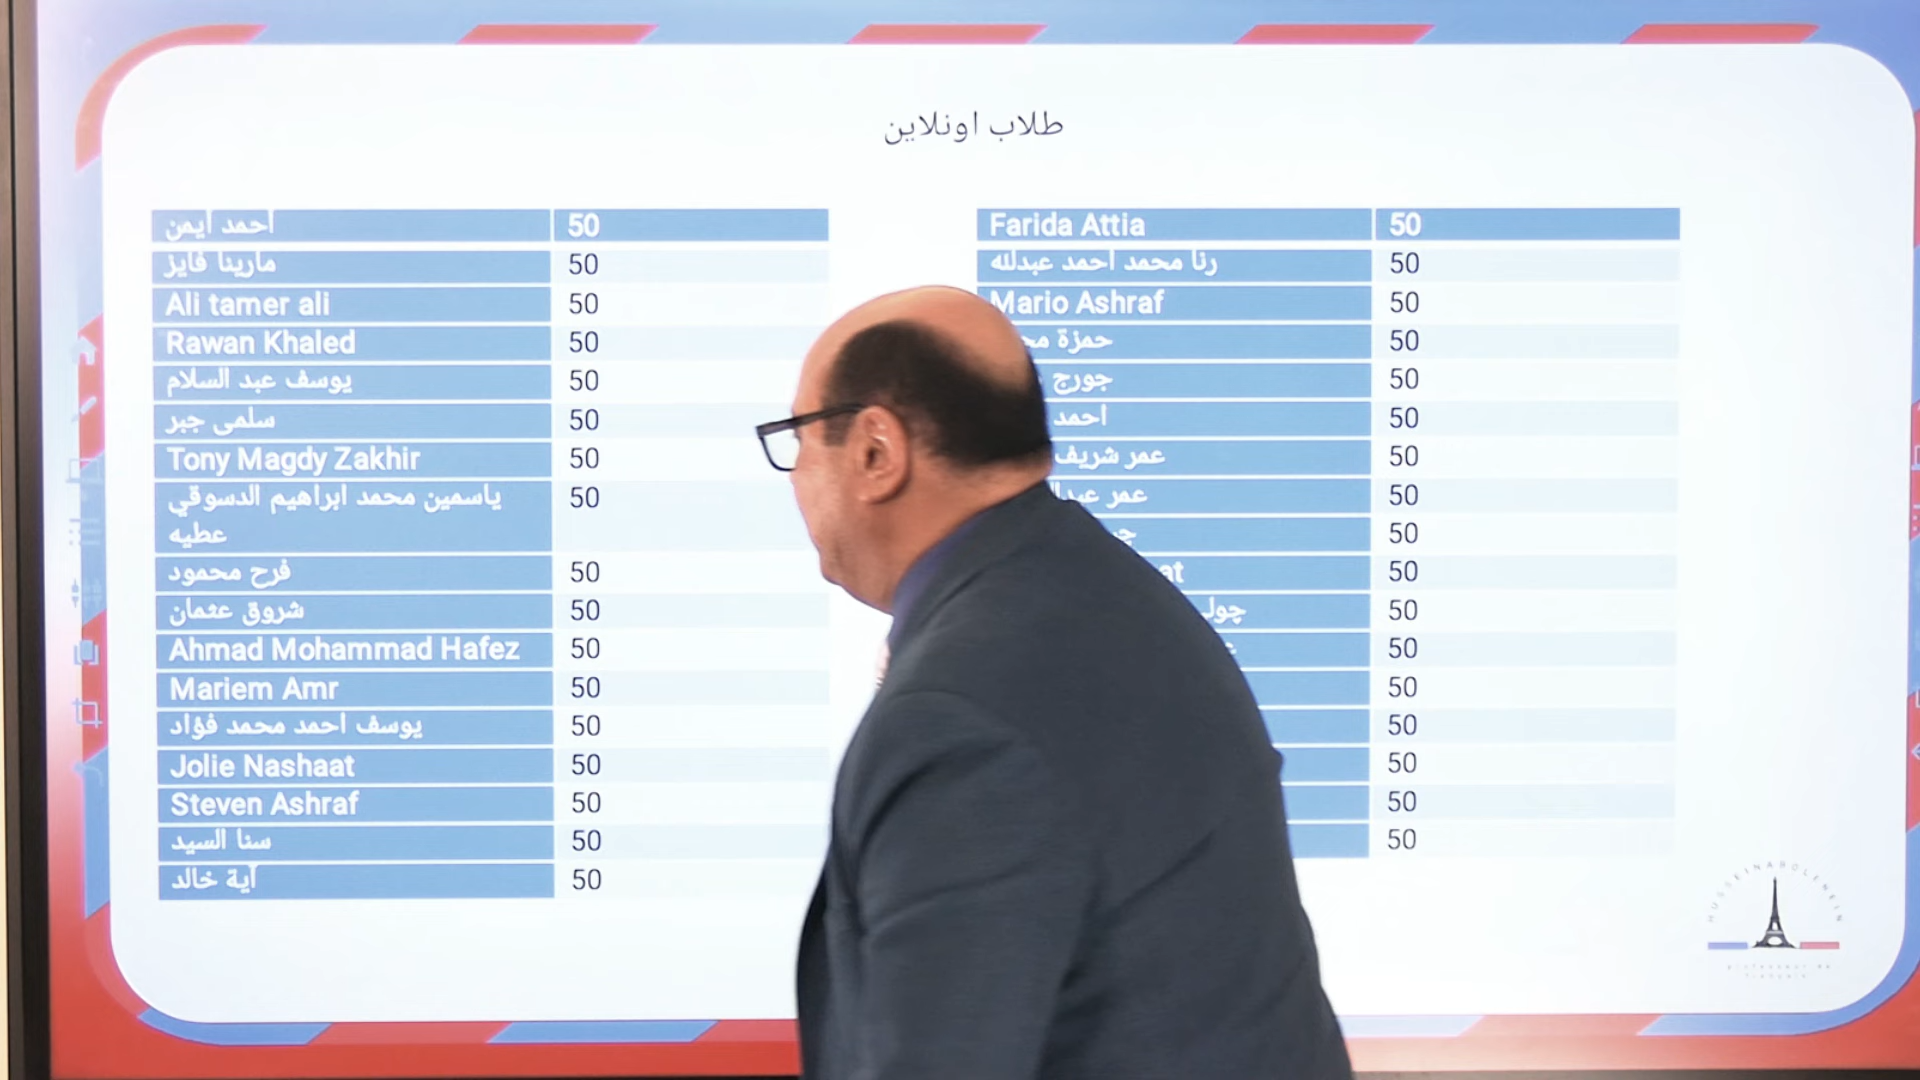 طلاب اونلاين
احمد ايمن 50
مارينا فايز 50
Ali tamer ali 50
Rawan Khaled 50
يوسف عبد السلام 50
سلمى جبر 50
Tony Magdy Zakhir 50
ياسمين محمد ابراهيم الدسوقي 50
عطيه
فرح محمود 50
شروق عثمان 50
Ahmad Mohammad Hafez 50
Mariem Amr 50
يوسف احمد محمد فؤاد 50
Jolie Nashaat 50
Steven Ashraf 50
سنا السيد 50
آية خالد 50
Farida Attia 50
رنا محمد احمد عبدلله 50
Mario Ashraf 50
حمزة 50
جورج 50
احمد 50
عمر شريف 50
عمر 50
50
50
50
50
50
50
50
50
50
HUSSEINABOLENEIN